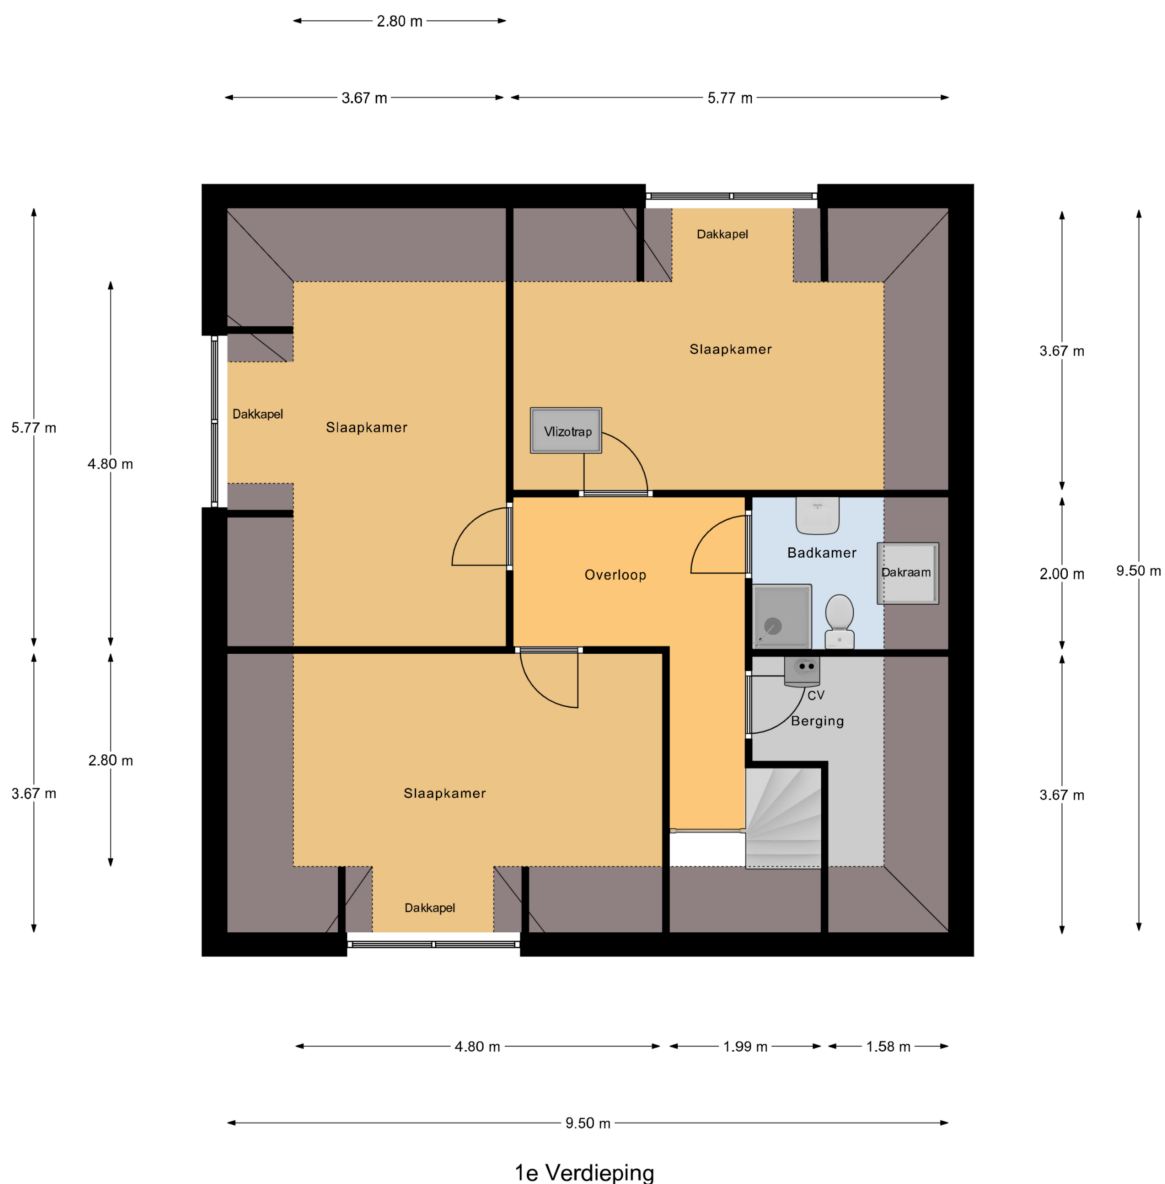 2.80 m
3.67 m
5.77 m
Dakkapel
Slaapkamer
3.67 m
Dakkapel
Slaapkamer
Vlizotrap
5.77 m
4.80 m
Badkamer
Overloop
Dakraam
2.00 m
9.50 m
CV
Berging
2.80 m
3.67 m
Slaapkamer
3.67 m
Dakkapel
4.80 m
1.99 m
1.58 m
9.50 m
1e Verdieping